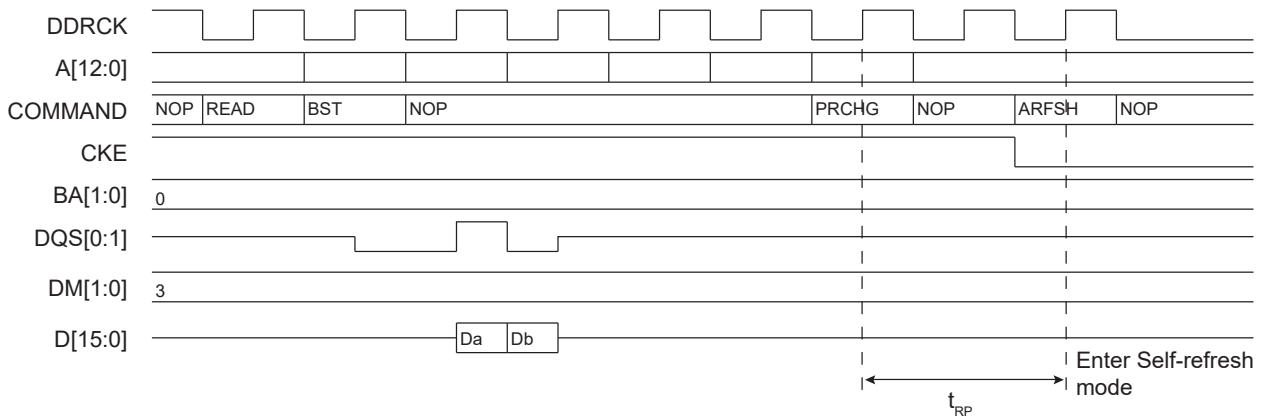 DDRCK
A[12:0]
COMMAND NOP READ BST NOP PRCHG NOP ARFSH NOP
CKE
BA[1:0] 0
DQS[0:1]
DM[1:0] 3
D[15:0] Da Db
Enter Self-refresh
mode
tRP